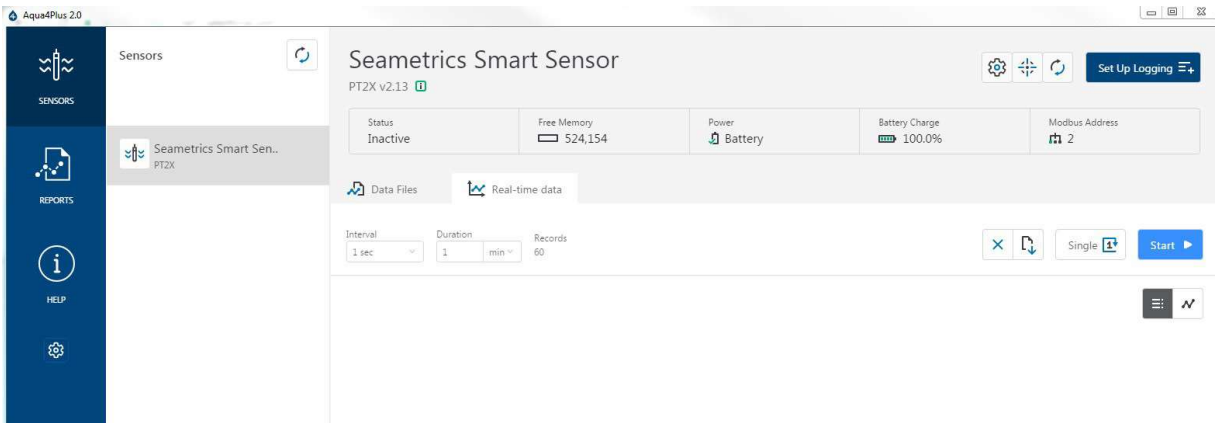 Aqua4Plus 2.0
SENSORS
REPORTS
HELP
Sensors
Seametrics Smart Sen..
PT2X
Seametrics Smart Sensor
PT2X v2.13
Set Up Logging
Status
Inactive
Free Memory
524,154
Power
Battery
Battery Charge
100.0%
Modbus Address
2
Data Files
Real-time data
Interval
1 sec
Duration
1 min
Records
60
Single 1
Start